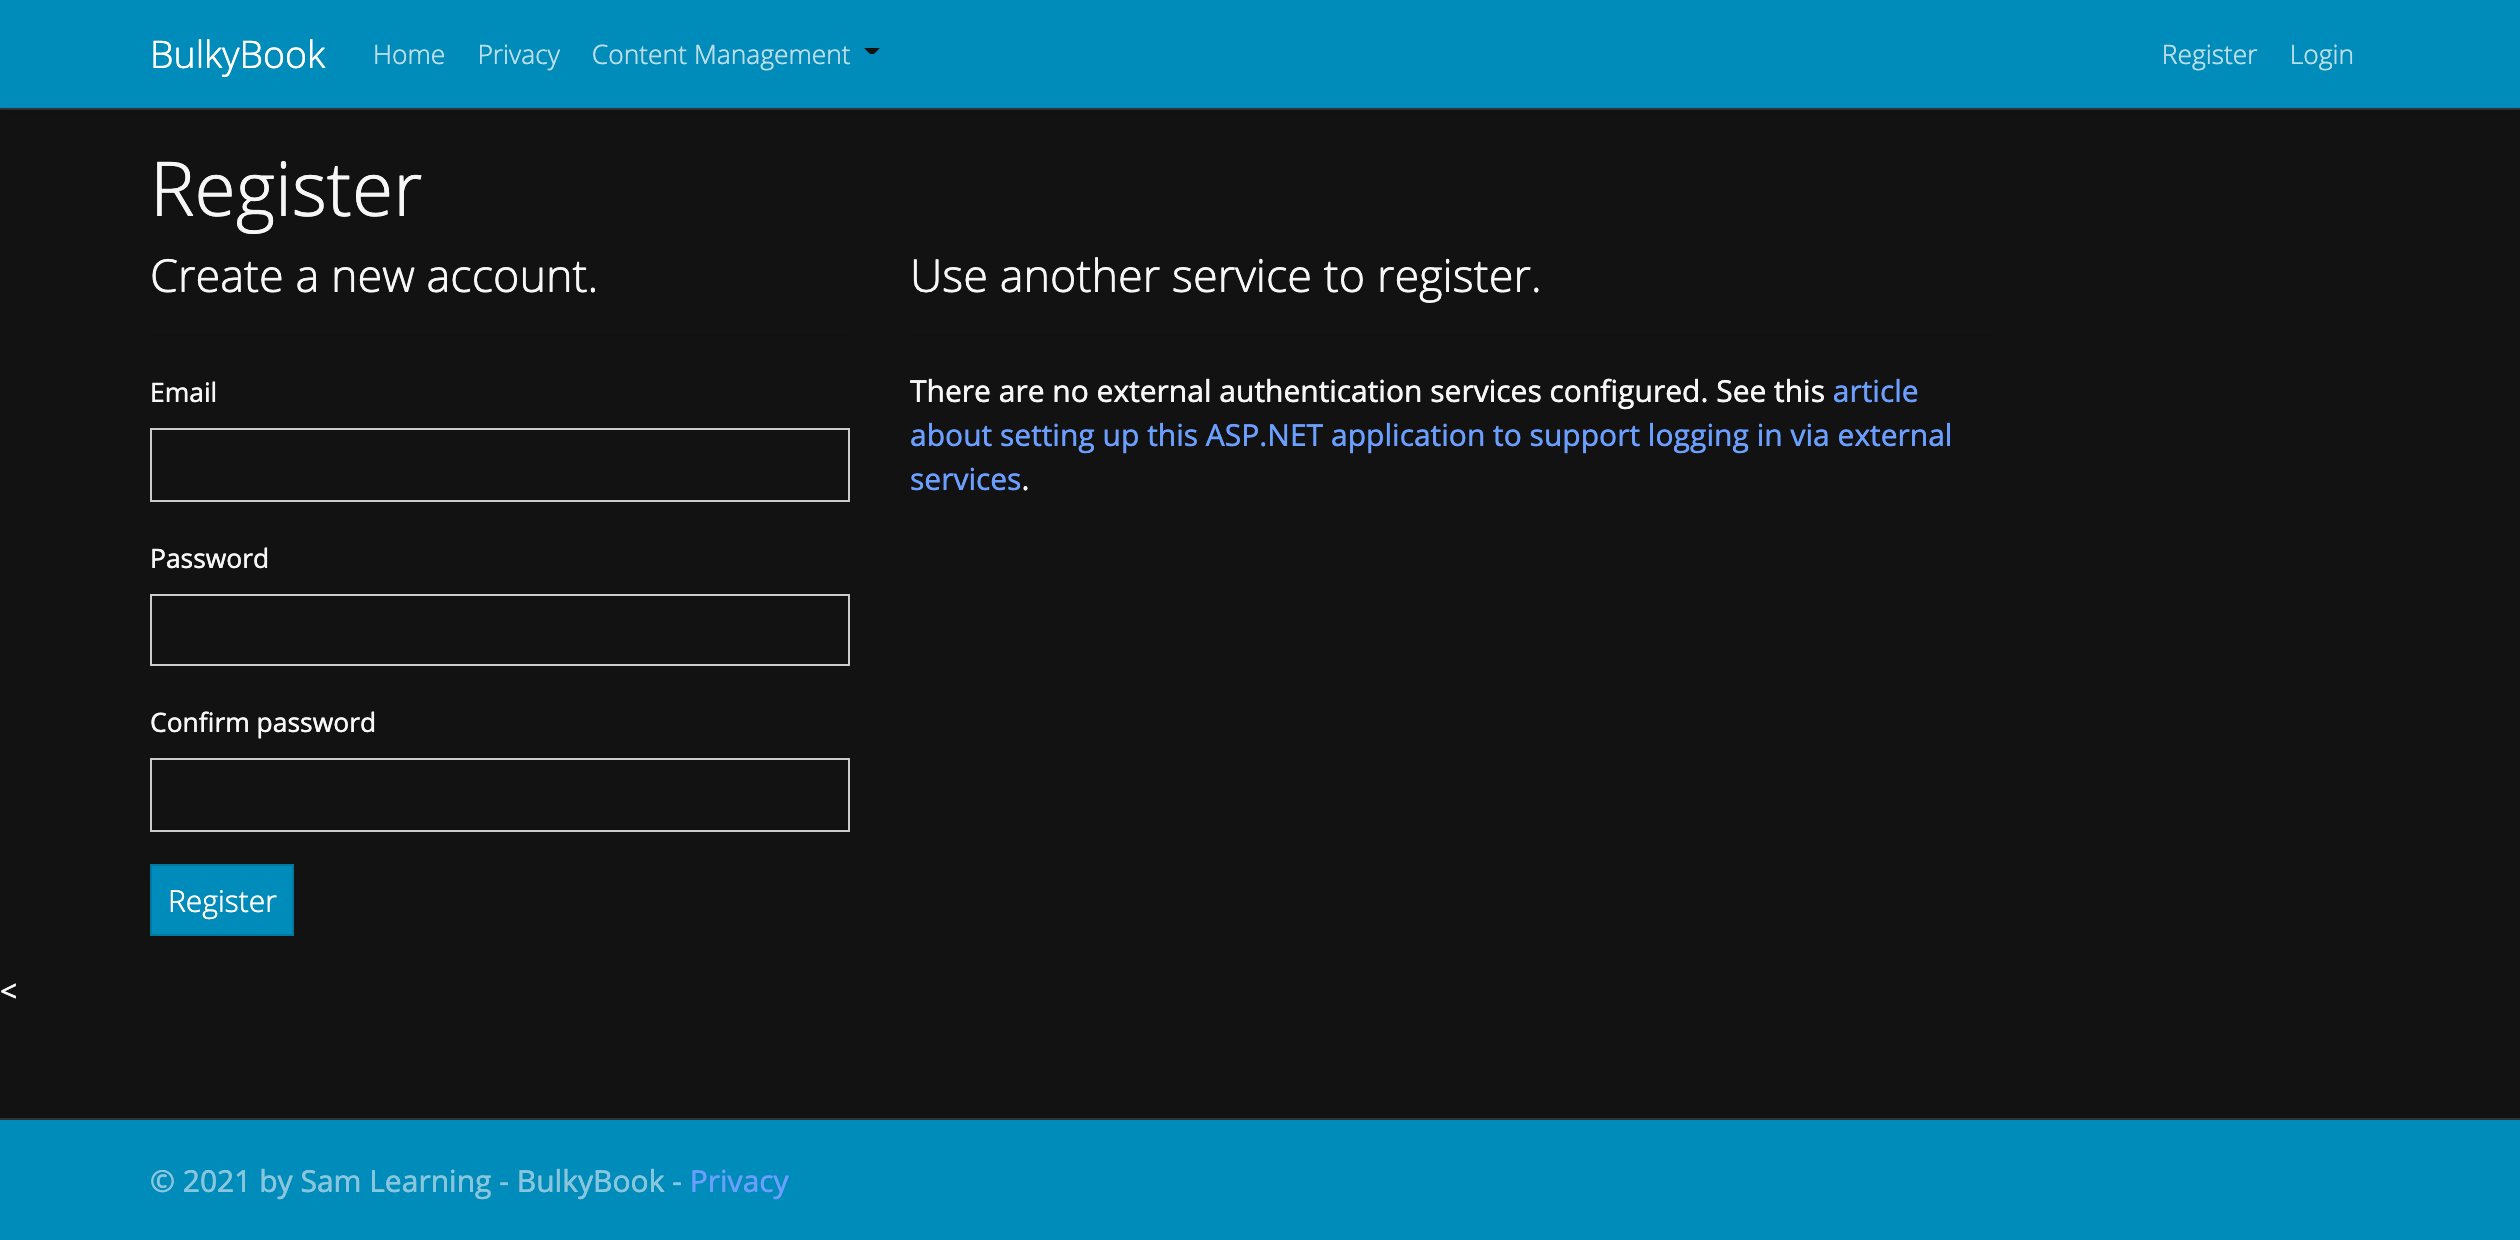 BulkyBook Home Privacy Content Management Register Login
Register
Create a new account.
Email
Password
Confirm password
Register
Use another service to register.
There are no external authentication services configured. See this article
about setting up this ASP.NET application to support logging in via external
services.
<
© 2021 by Sam Learning - BulkyBook - Privacy